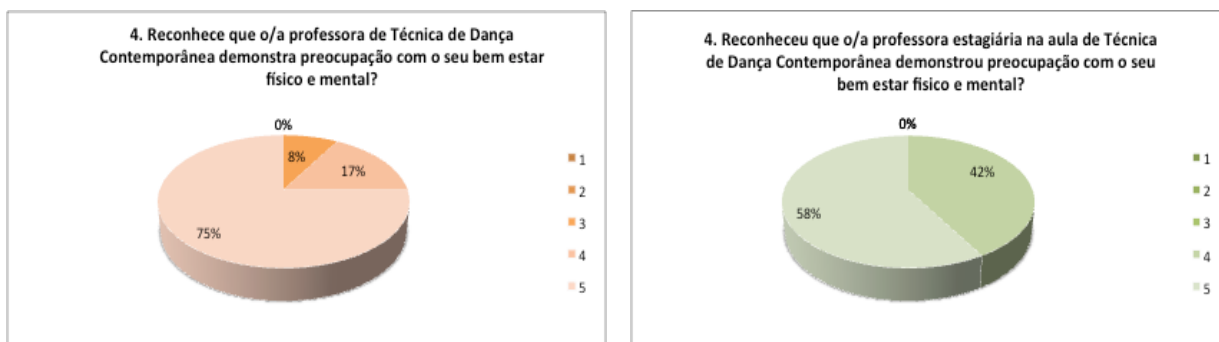 4. Reconhece que o/a professora de Técnica de Dança
Contemporânea demonstra preocupação com o seu bem estar
físico e mental?
0%
8%
17%
75%
1
2
3
4
5
4. Reconheceu que o/a professora estagiária na aula de Técnica
de Dança Contemporânea demonstrou preocupação com o seu
bem estar fisico e mental?
0%
42%
58%
1
2
3
4
5